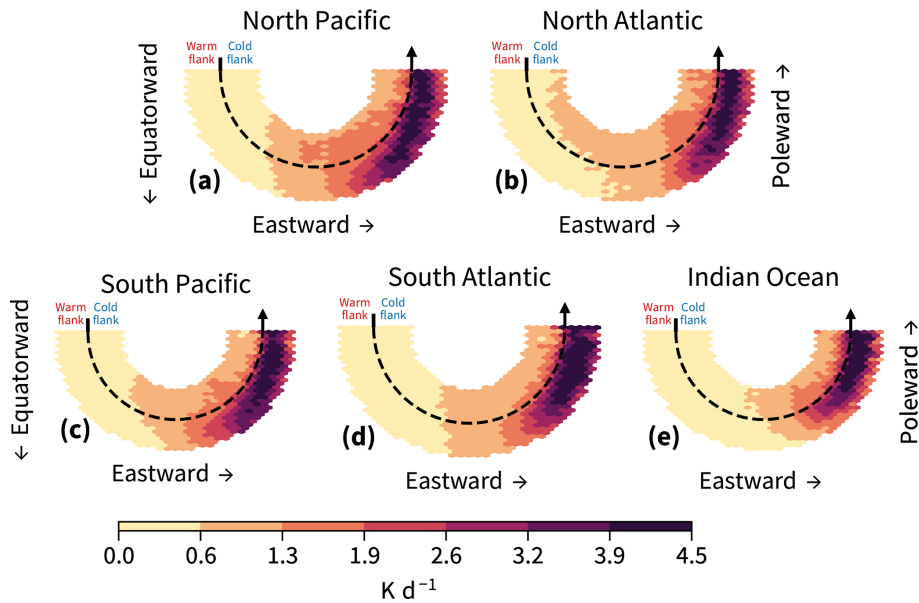 North Pacific
North Atlantic
Warm flank
Cold flank
Warm flank
Cold flank
← Equatorward
Poleward →
(a)
(b)
Eastward →
Eastward →
South Pacific
South Atlantic
Indian Ocean
Warm flank
Cold flank
Warm flank
Cold flank
Warm flank
Cold flank
← Equatorward
Poleward →
(c)
(d)
(e)
Eastward →
Eastward →
Eastward →
0.0 0.6 1.3 1.9 2.6 3.2 3.9 4.5
K d⁻¹